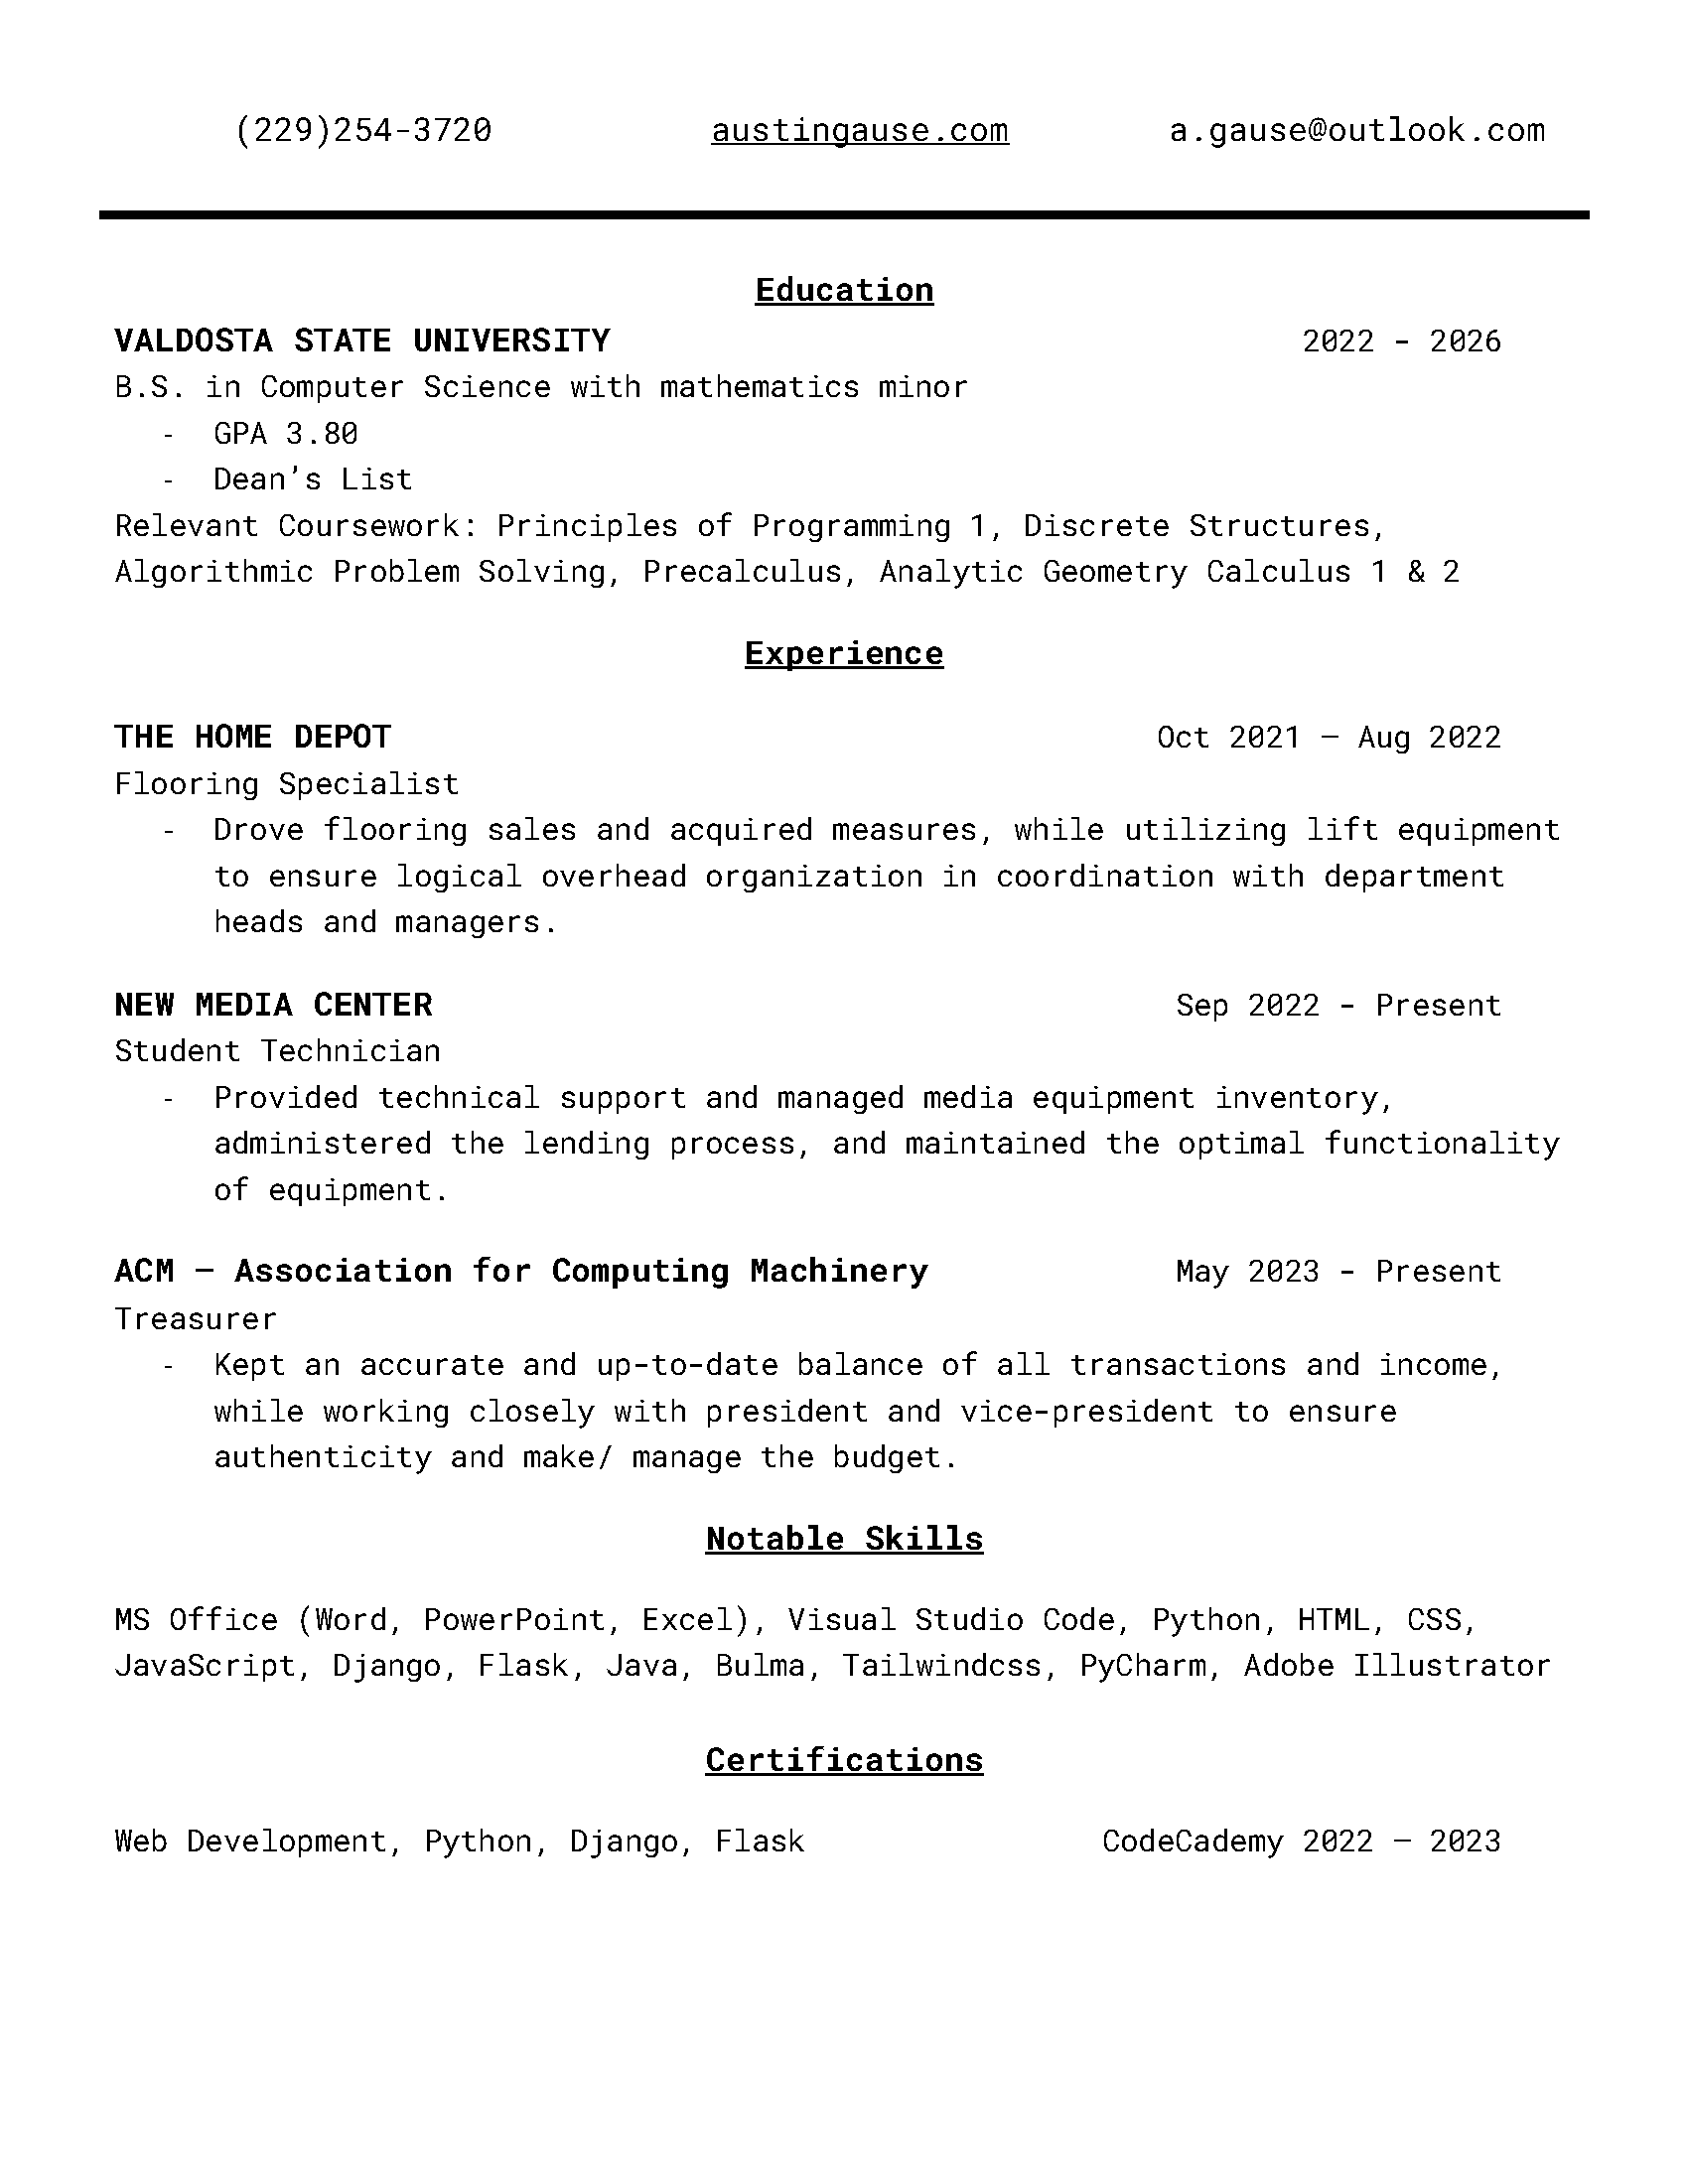 (229)254-3720 austingause.com a.gause@outlook.com
Education
VALDOSTA STATE UNIVERSITY 2022 - 2026
B.S. in Computer Science with mathematics minor
- GPA 3.80
- Dean’s List
Relevant Coursework: Principles of Programming 1, Discrete Structures,
Algorithmic Problem Solving, Precalculus, Analytic Geometry Calculus 1 & 2
Experience
THE HOME DEPOT Oct 2021 – Aug 2022
Flooring Specialist
- Drove flooring sales and acquired measures, while utilizing lift equipment
to ensure logical overhead organization in coordination with department
heads and managers.
NEW MEDIA CENTER Sep 2022 - Present
Student Technician
- Provided technical support and managed media equipment inventory,
administered the lending process, and maintained the optimal functionality
of equipment.
ACM – Association for Computing Machinery May 2023 - Present
Treasurer
- Kept an accurate and up-to-date balance of all transactions and income,
while working closely with president and vice-president to ensure
authenticity and make/ manage the budget.
Notable Skills
MS Office (Word, PowerPoint, Excel), Visual Studio Code, Python, HTML, CSS,
JavaScript, Django, Flask, Java, Bulma, Tailwindcss, PyCharm, Adobe Illustrator
Certifications
Web Development, Python, Django, Flask CodeCademy 2022 – 2023